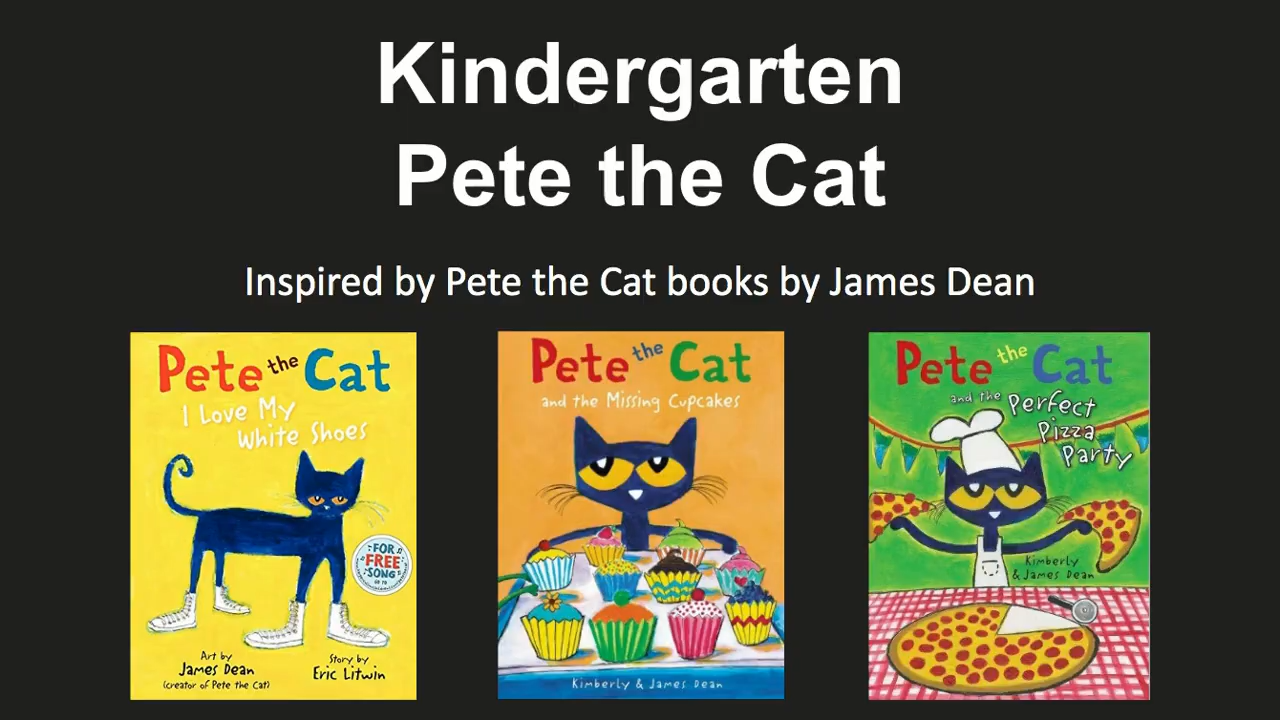 Kindergarten
Pete the Cat
Inspired by Pete the Cat books by James Dean
Pete the Cat
I Love My
White Shoes
FOR
FREE
SONG
Art by
James Dean
(creator of Pete the Cat)
Story by
Eric Litwin
Pete the Cat
and the Missing Cupcakes
Kimberly & James Dean
Pete the Cat
and the Perfect
Pizza
Party
Kimberly
& James Dean